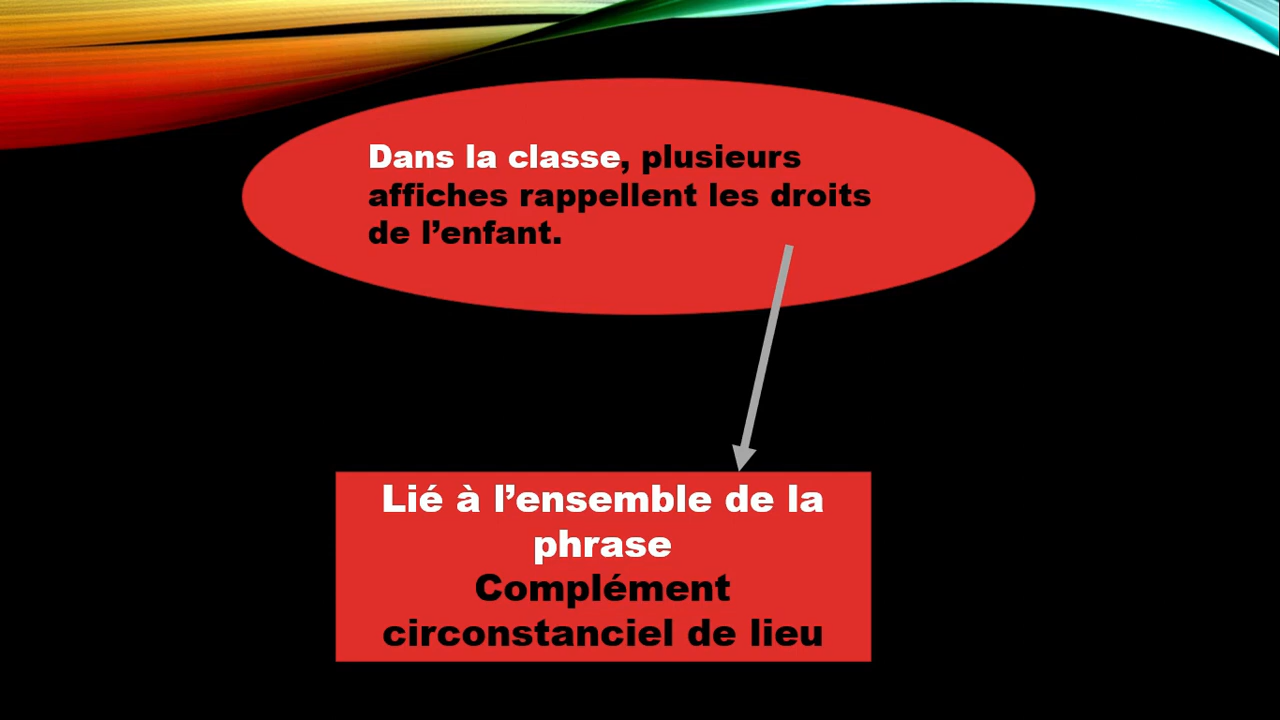 Dans la classe, plusieurs
affiches rappellent les droits
de l’enfant.
Lié à l’ensemble de la
phrase
Complément
circonstanciel de lieu